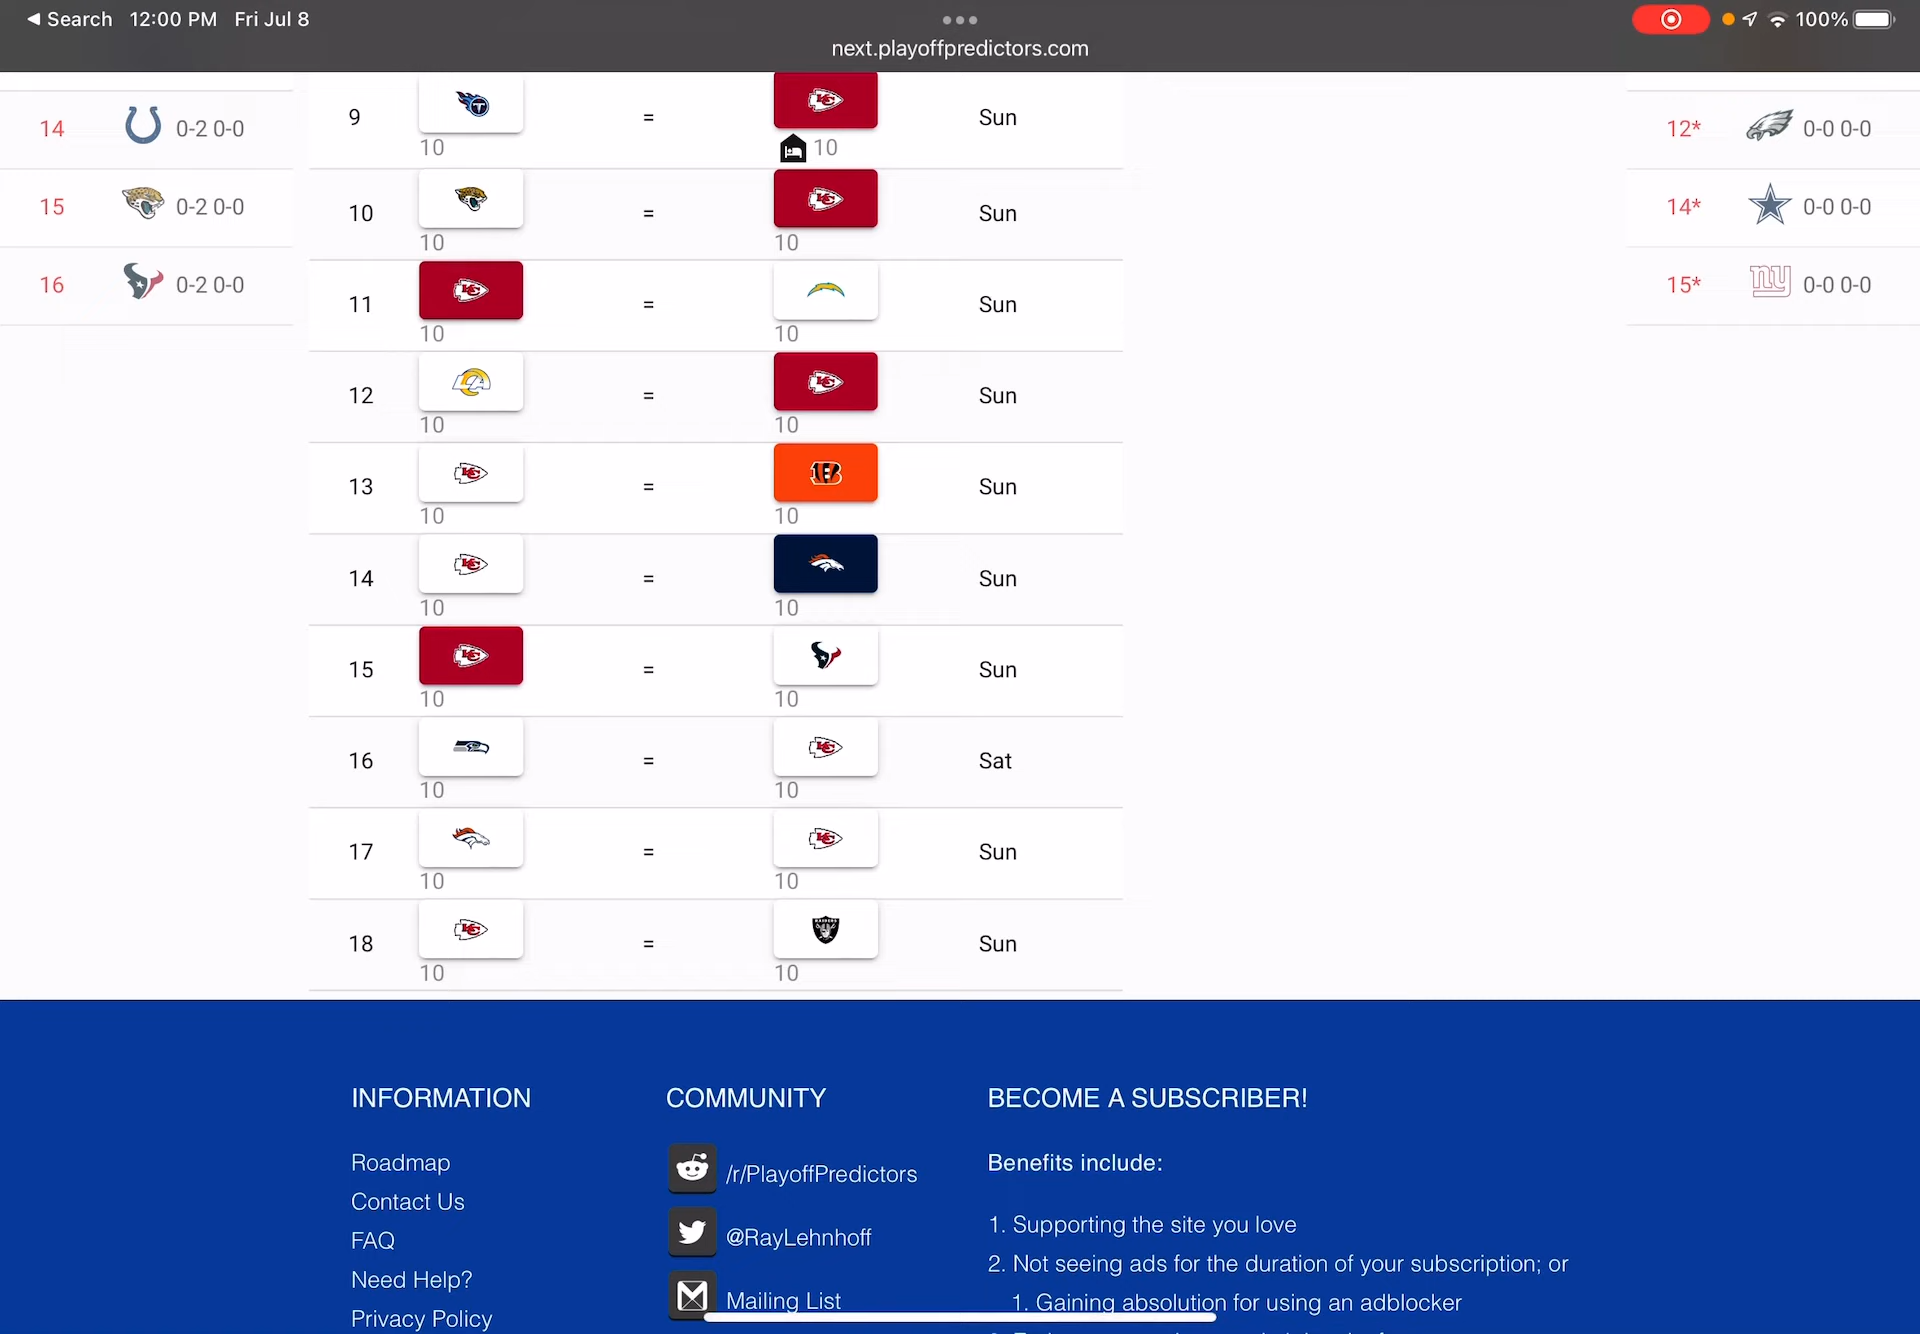 Search 12:00 PM Fri Jul 8
100%
next.playoffpredictors.com
14 0-2 0-0
15 0-2 0-0
16 0-2 0-0
9 = Sun
10 10
10 = Sun
10 10
11 = Sun
10 10
12 = Sun
10 10
13 = Sun
10 10
14 = Sun
10 10
15 = Sun
10 10
16 = Sat
10 10
17 = Sun
10 10
18 = Sun
10 10
12* 0-0 0-0
14* 0-0 0-0
15* ny 0-0 0-0
INFORMATION
Roadmap
Contact Us
FAQ
Need Help?
Privacy Policy
COMMUNITY
/r/PlayoffPredictors
@RayLehnhoff
Mailing List
BECOME A SUBSCRIBER!
Benefits include:
1. Supporting the site you love
2. Not seeing ads for the duration of your subscription; or
1. Gaining absolution for using an adblocker